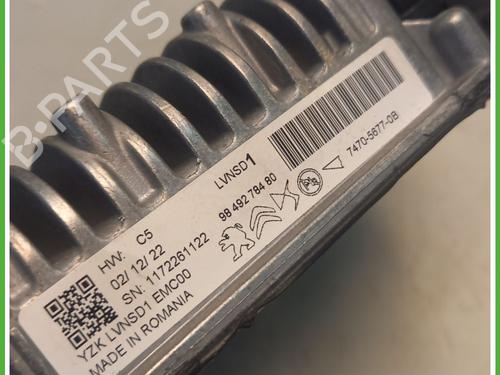 B-PARTS
LVNSD1
98 492 784 80
7470-5677-0B
HW: C5
02/ 12/ 22
SN: 1172261122
YZK LVNSD1 EMC00
MADE IN ROMANIA